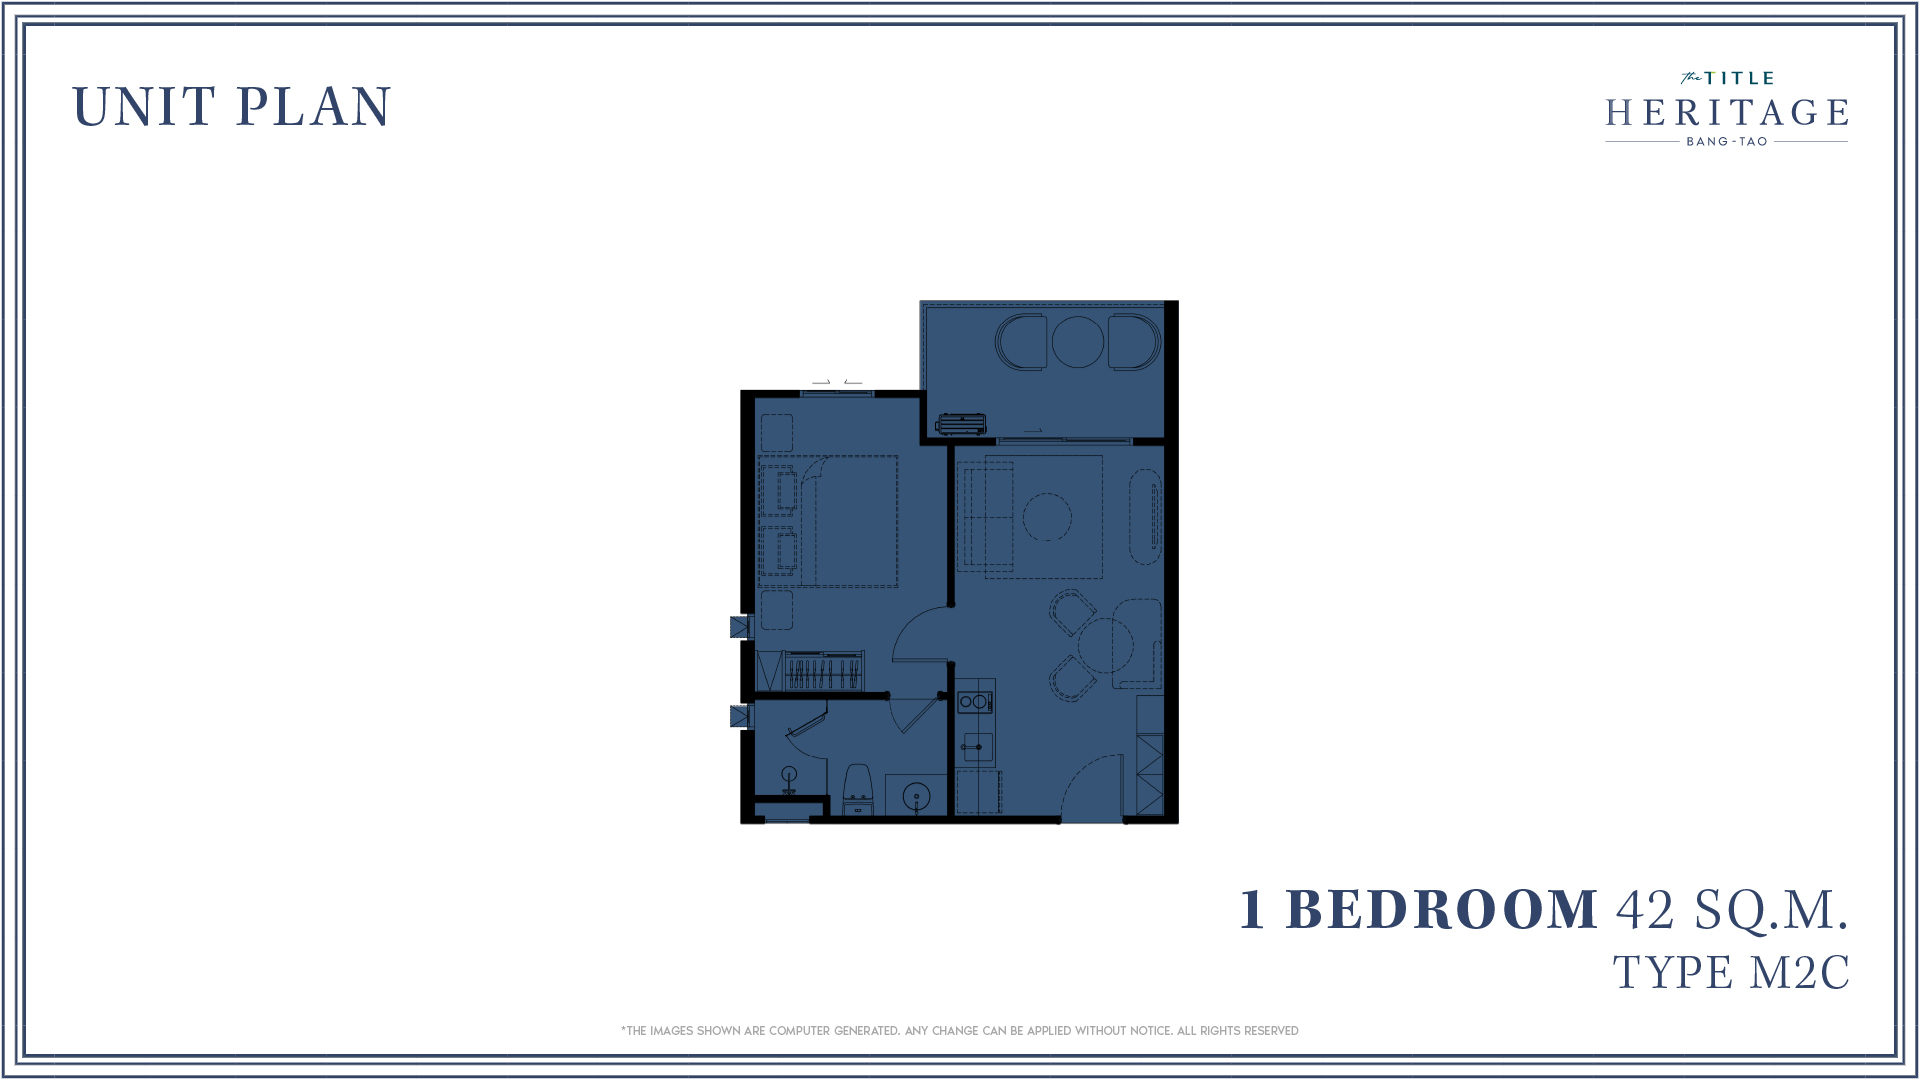 UNIT PLAN
the TITLE
HERITAGE
BANG-TAO
1 BEDROOM 42 SQ.M.
TYPE M2C
*THE IMAGES SHOWN ARE COMPUTER GENERATED. ANY CHANGE CAN BE APPLIED WITHOUT NOTICE. ALL RIGHTS RESERVED